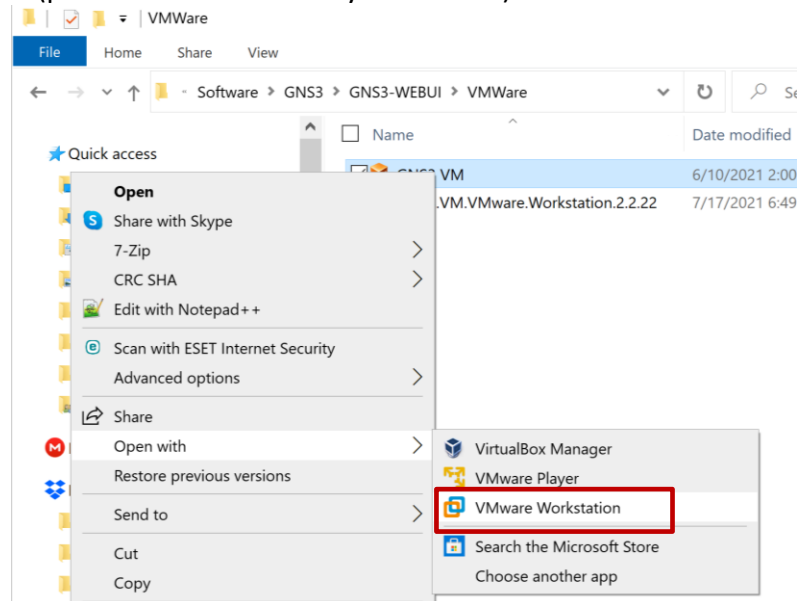 VMWare
File Home Share View
Software > GNS3 > GNS3-WEBUI > VMWare
Name Date modified
Quick access
VM 6/10/2021 2:00
.VM.VMware.Workstation.2.2.22 7/17/2021 6:49
Open
Share with Skype
7-Zip
CRC SHA
Edit with Notepad++
Scan with ESET Internet Security
Advanced options
Share
Open with
VirtualBox Manager
Restore previous versions
VMware Player
Send to
VMware Workstation
Cut
Search the Microsoft Store
Copy
Choose another app